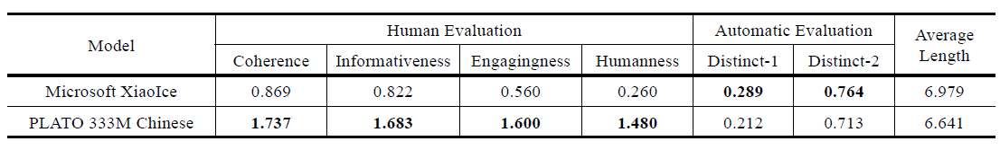 Model Human Evaluation Automatic Evaluation Average Length
Coherence Informativeness Engagingness Humanness Distinct-1 Distinct-2
Microsoft XiaoIce 0.869 0.822 0.560 0.260 0.289 0.764 6.979
PLATO 333M Chinese 1.737 1.683 1.600 1.480 0.212 0.713 6.641